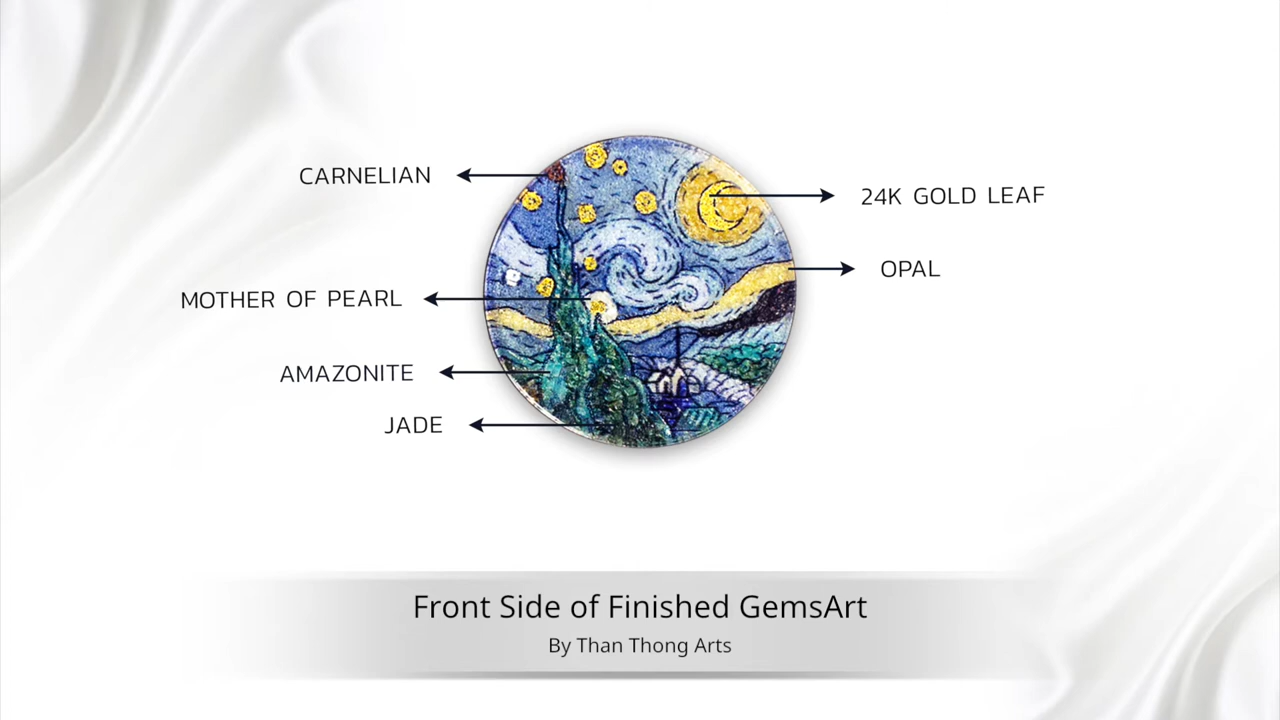 CARNELIAN
24K GOLD LEAF
OPAL
MOTHER OF PEARL
AMAZONITE
JADE
Front Side of Finished GemsArt
By Than Thong Arts